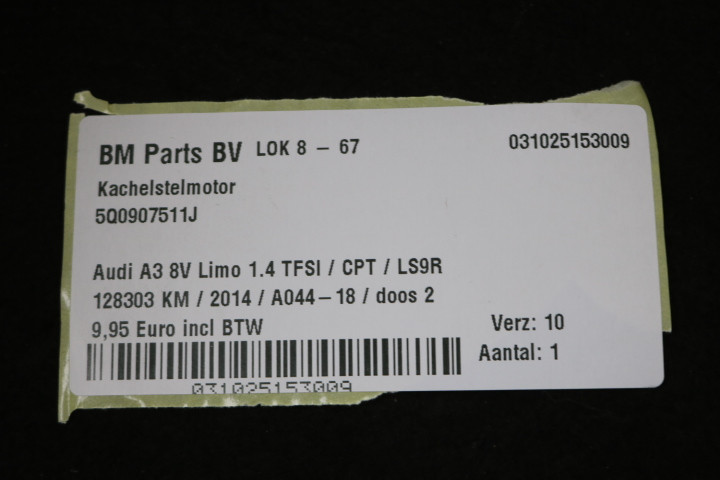 BM Parts BV LOK 8 - 67 031025153009
Kachelstelmotor
5Q0907511J
Audi A3 8V Limo 1.4 TFSI / CPT / LS9R
128303 KM / 2014 / A044-18 / doos 2
9,95 Euro incl BTW Verz: 10
Aantal: 1
031025153009